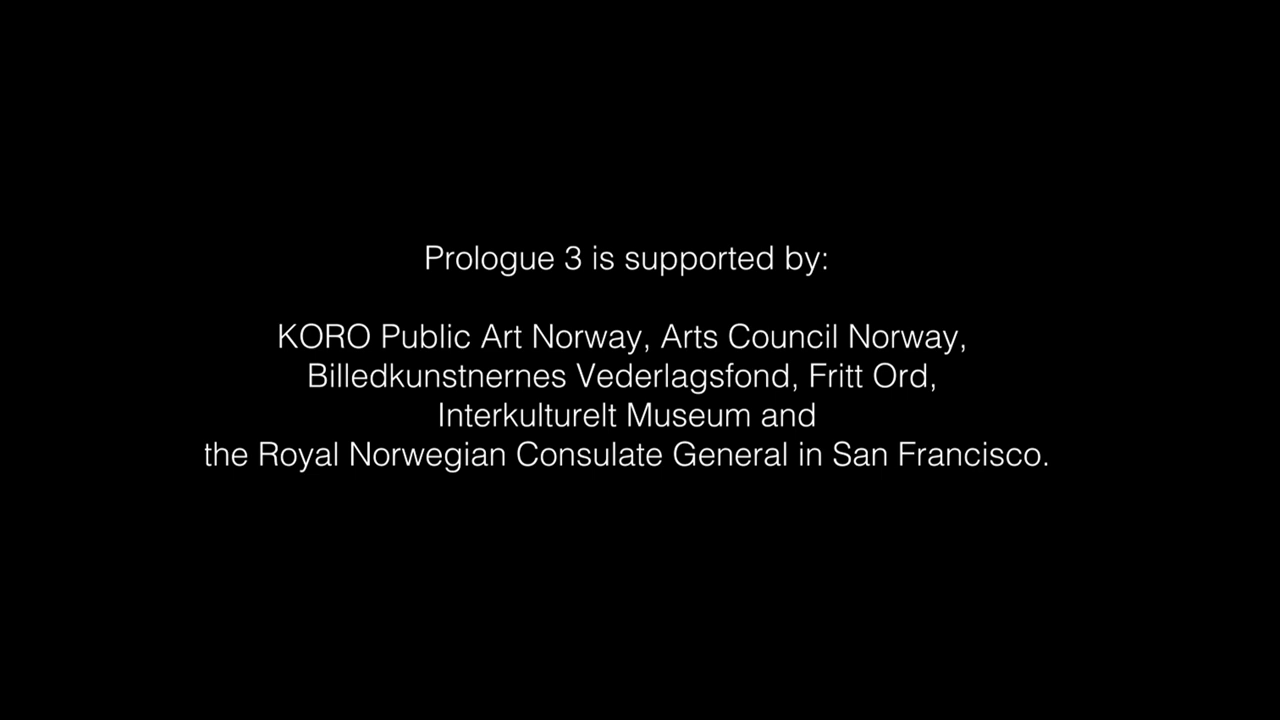 Prologue 3 is supported by:
KORO Public Art Norway, Arts Council Norway,
Billedkunstnernes Vederlagsfond, Fritt Ord,
Interkulturelt Museum and
the Royal Norwegian Consulate General in San Francisco.